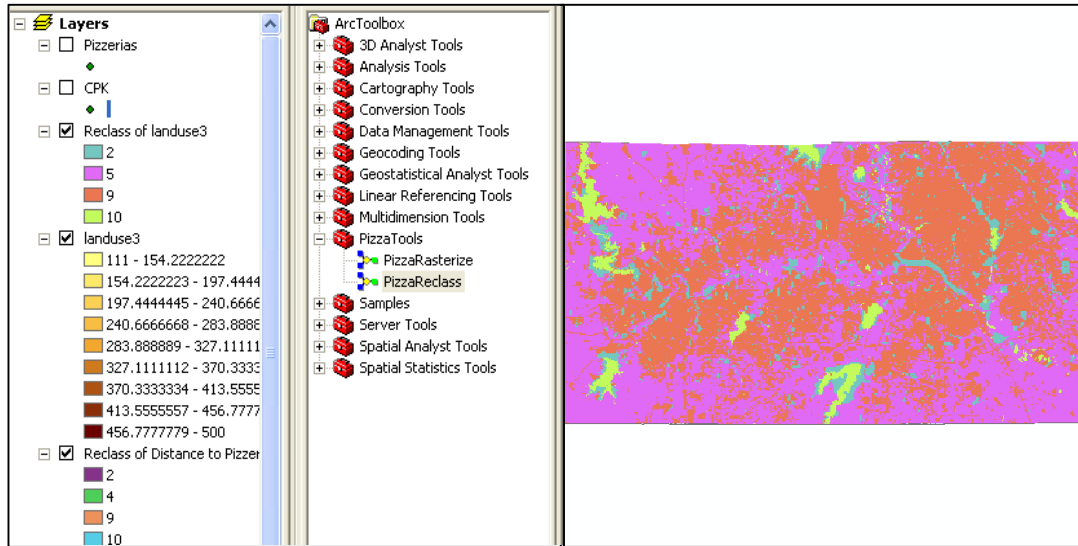 Layers
Pizzerias
CPK
Reclass of landuse3
2
5
9
10
landuse3
111 - 154.2222222
154.2222223 - 197.4444
197.4444445 - 240.6666
240.6666668 - 283.8888
283.888889 - 327.11111
327.1111112 - 370.3333
370.3333334 - 413.5555
413.5555557 - 456.7777
456.7777779 - 500
Reclass of Distance to Pizzer
2
4
9
10
ArcToolbox
3D Analyst Tools
Analysis Tools
Cartography Tools
Conversion Tools
Data Management Tools
Geocoding Tools
Geostatistical Analyst Tools
Linear Referencing Tools
Multidimension Tools
PizzaTools
PizzaRasterize
PizzaReclass
Samples
Server Tools
Spatial Analyst Tools
Spatial Statistics Tools